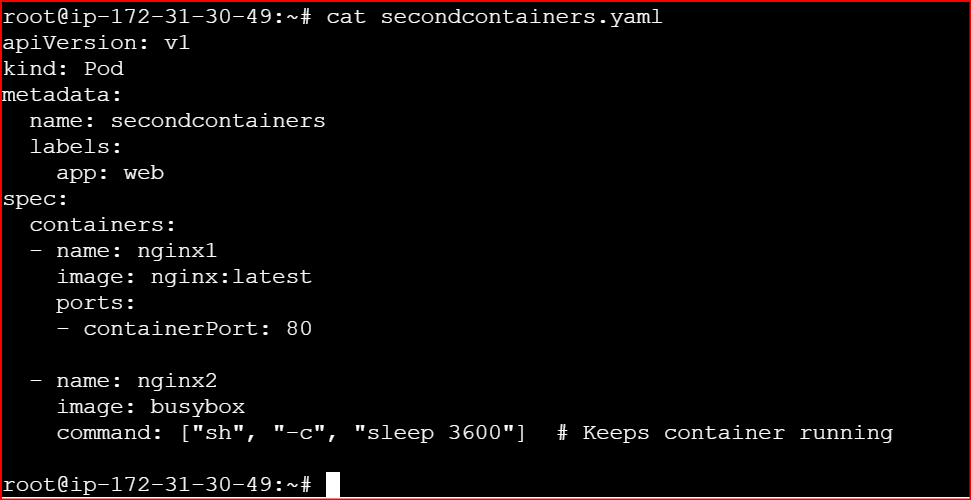 root@ip-172-31-30-49:~# cat secondcontainers.yaml
apiVersion: v1
kind: Pod
metadata:
  name: secondcontainers
  labels:
    app: web
spec:
  containers:
  - name: nginx1
    image: nginx:latest
    ports:
    - containerPort: 80

  - name: nginx2
    image: busybox
    command: ["sh", "-c", "sleep 3600"]  # Keeps container running

root@ip-172-31-30-49:~#